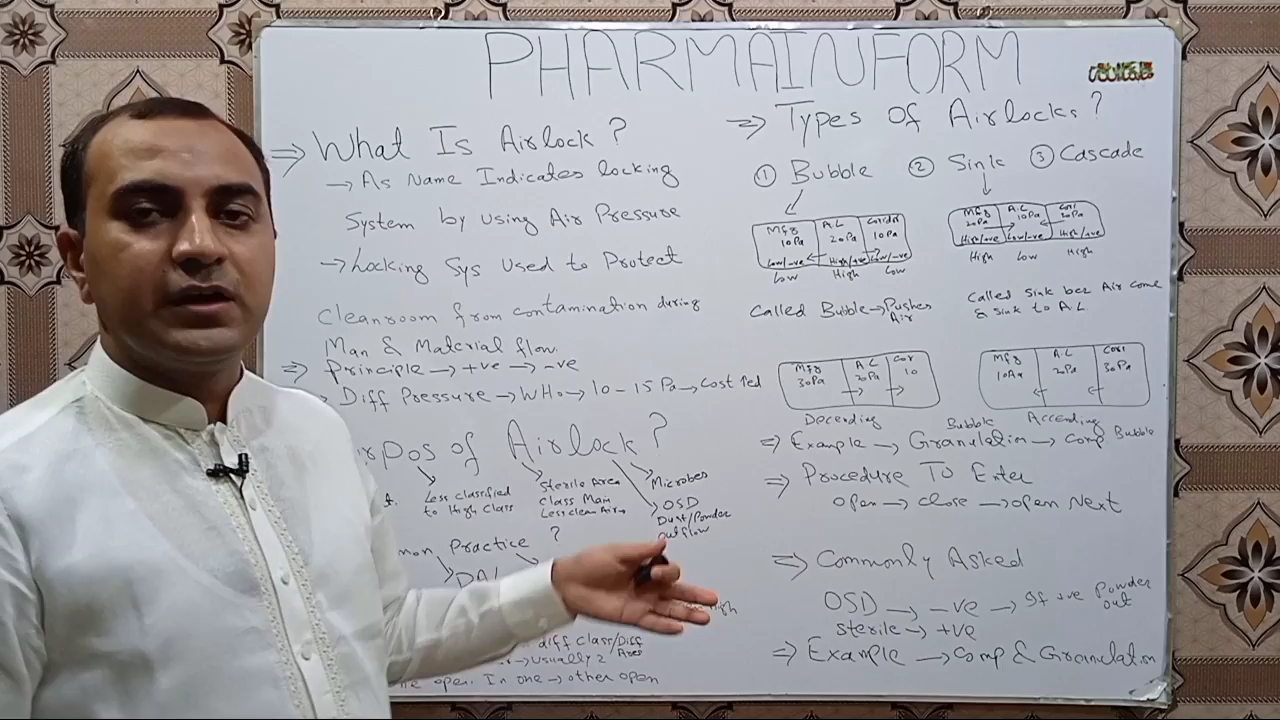 PHARMAINFORM
⇒ What Is Airlock ?
→ As Name Indicates locking
System by using Air Pressure
→ Locking Sys Used to Protect
Cleanroom from contamination during
Man & Material flow.
⇒ Principle → +ve → -ve
Diff Pressure → WHO → 10-15 Pa → Cost
pos of Airlock ?
Less classified
to High Class
Sterile Area
Class Main
Less clean Air
Microbes
OSD
Dust/Powder
outflow
mon Practice ?
DAL
diff class/Diff
Area
Usually 2
open. In one → other open
⇒ Types Of Airlocks ?
① Bubble ② Sink ③ Cascade
Mfg 10Pa Low/-ve
A.L 20Pa High/+ve
Coridor 10Pa Low/-ve
Low High Low
Mfg 20Pa High/+ve
A.L 10Pa Low/-ve
Cori 20Pa High/+ve
High Low High
Called Bubble → Pushes
Air
Called Sink bcz Air come
& Sink to A.L
Mfg 30Pa
A.L 20Pa
Cor 10
Mfg
A.L 20Pa
Cori 30Pa
Decending
Bubble
Accending
⇒ Example → Granulation → Comp Bubble
⇒ Procedure To Enter
Open → Close → Open Next
⇒ Commonly Asked
OSD → -ve → If +ve Powder
out
Sterile → +ve
⇒ Example → Comp & Granulation